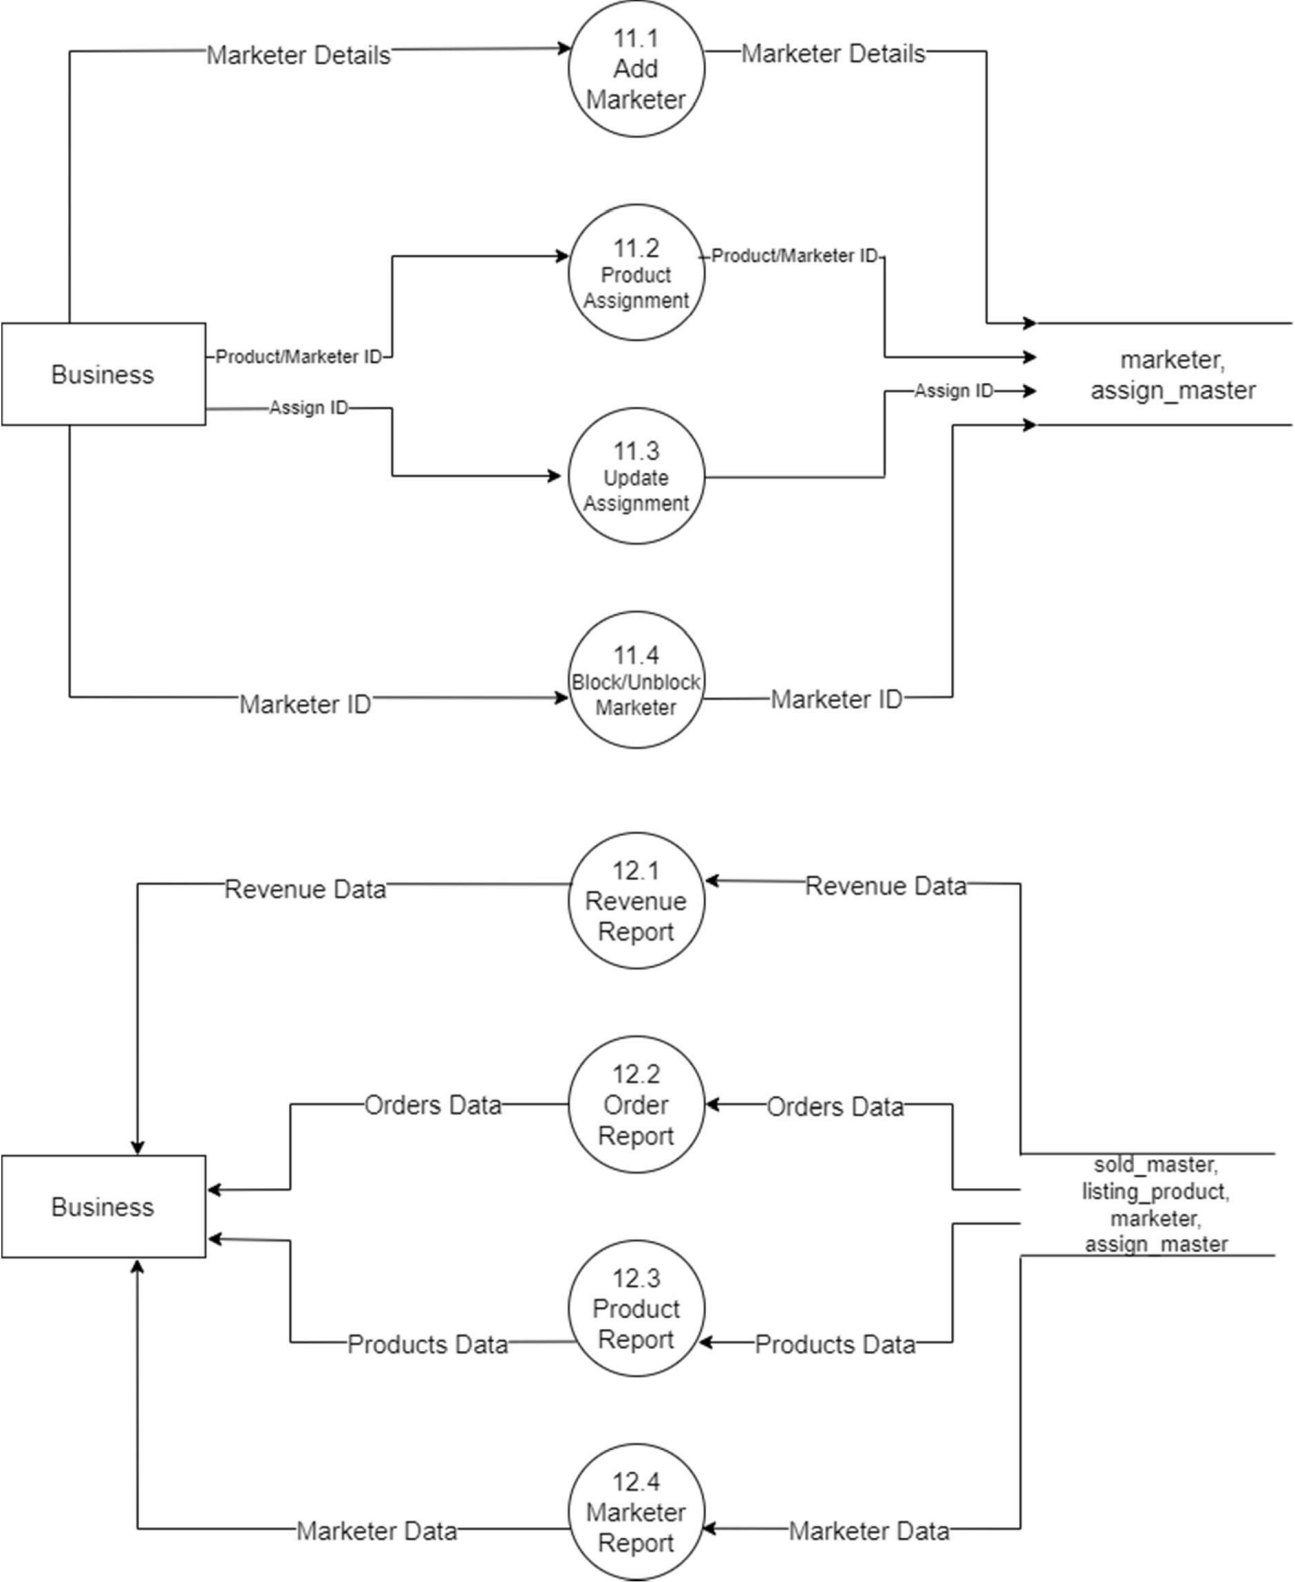 11.1
Add
Marketer
Marketer Details
Marketer Details
11.2
Product
Assignment
Product/Marketer ID
Product/Marketer ID
Business
marketer,
assign_master
Assign ID
Assign ID
11.3
Update
Assignment
11.4
Block/Unblock
Marketer
Marketer ID
Marketer ID
12.1
Revenue
Report
Revenue Data
Revenue Data
12.2
Order
Report
Orders Data
Orders Data
Business
sold_master,
listing_product,
marketer,
assign_master
12.3
Product
Report
Products Data
Products Data
12.4
Marketer
Report
Marketer Data
Marketer Data